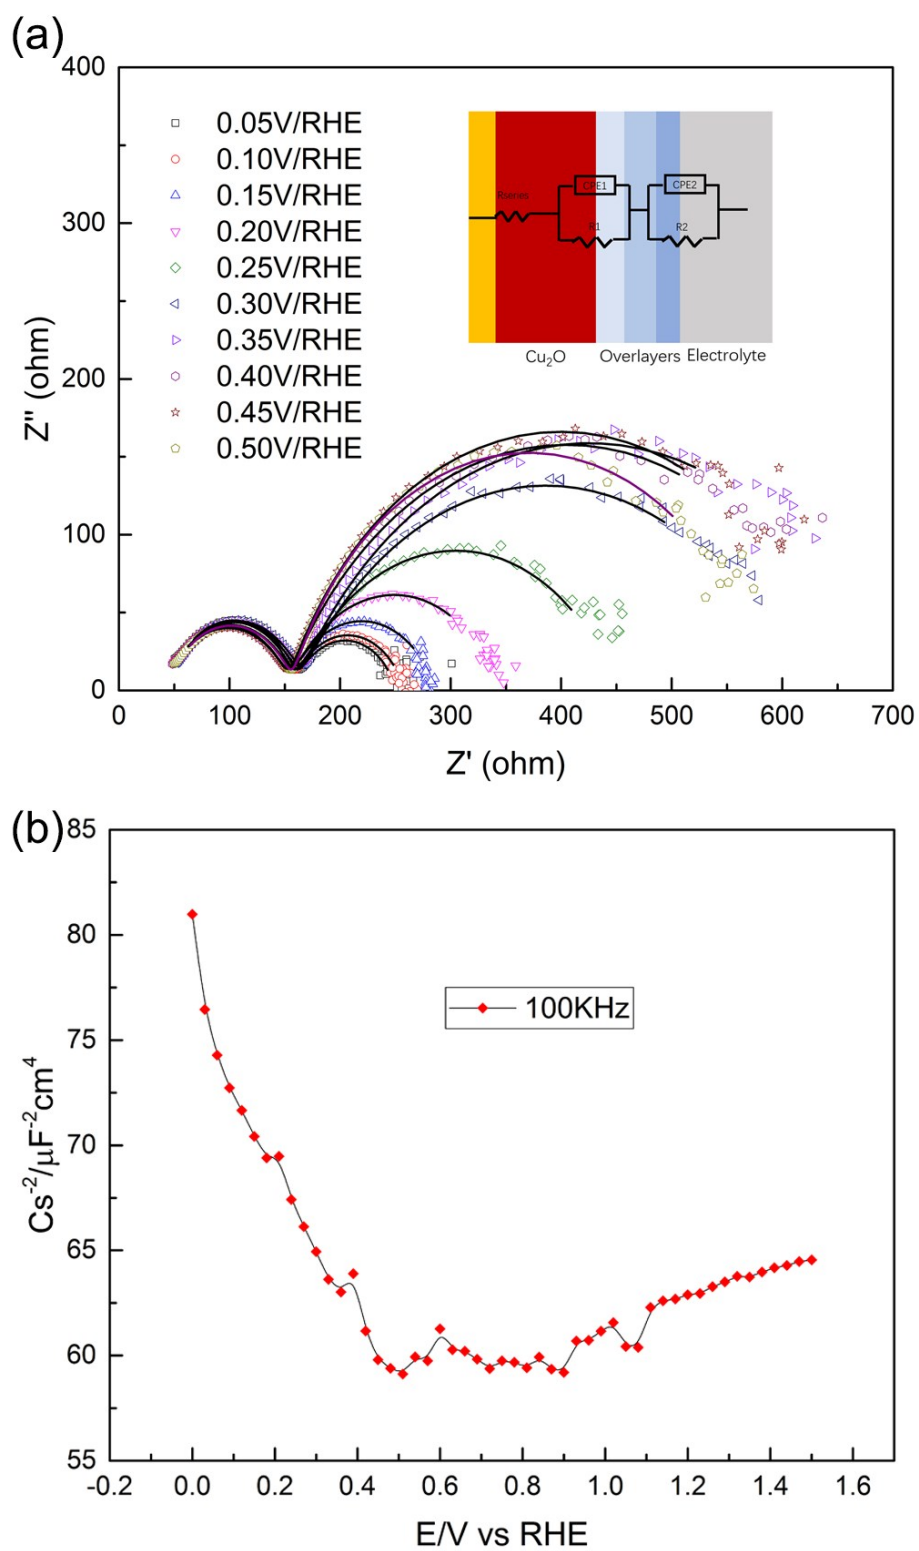 (a)
400
300
200
100
0
Z'' (ohm)
0.05V/RHE
0.10V/RHE
0.15V/RHE
0.20V/RHE
0.25V/RHE
0.30V/RHE
0.35V/RHE
0.40V/RHE
0.45V/RHE
0.50V/RHE
Rseries
CPE1
CPE2
R1
R2
Cu₂O Overlayers Electrolyte
0 100 200 300 400 500 600 700
Z' (ohm)
(b)
85
80
75
70
65
60
55
Cs⁻²/μF⁻²cm⁴
100KHz
-0.2 0.0 0.2 0.4 0.6 0.8 1.0 1.2 1.4 1.6
E/V vs RHE